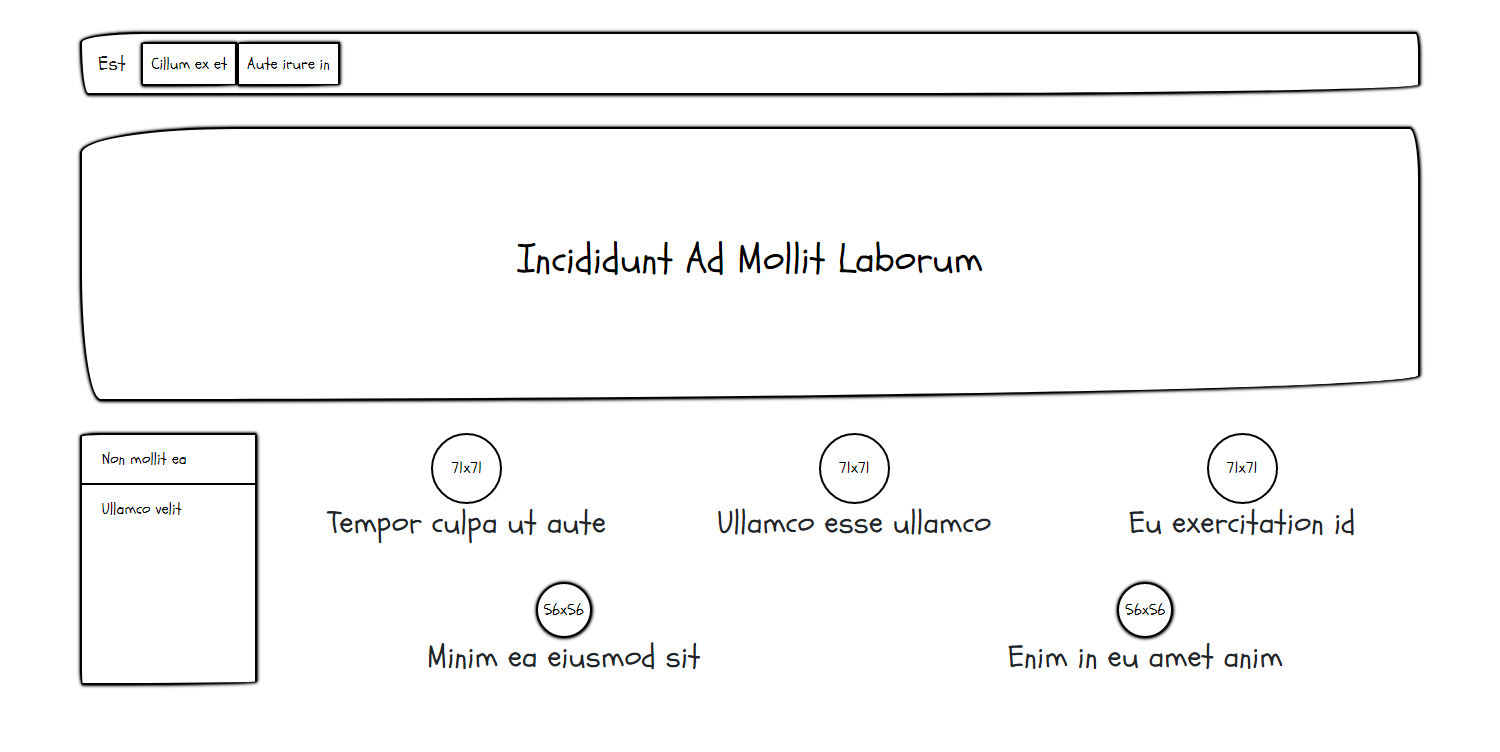 Est
Cillum ex et
Aute irure in
Incididunt Ad Mollit Laborum
Non mollit ea
Ullamco velit
71x71
Tempor culpa ut aute
71x71
Ullamco esse ullamco
71x71
Eu exercitation id
56x56
Minim ea eiusmod sit
56x56
Enim in eu amet anim